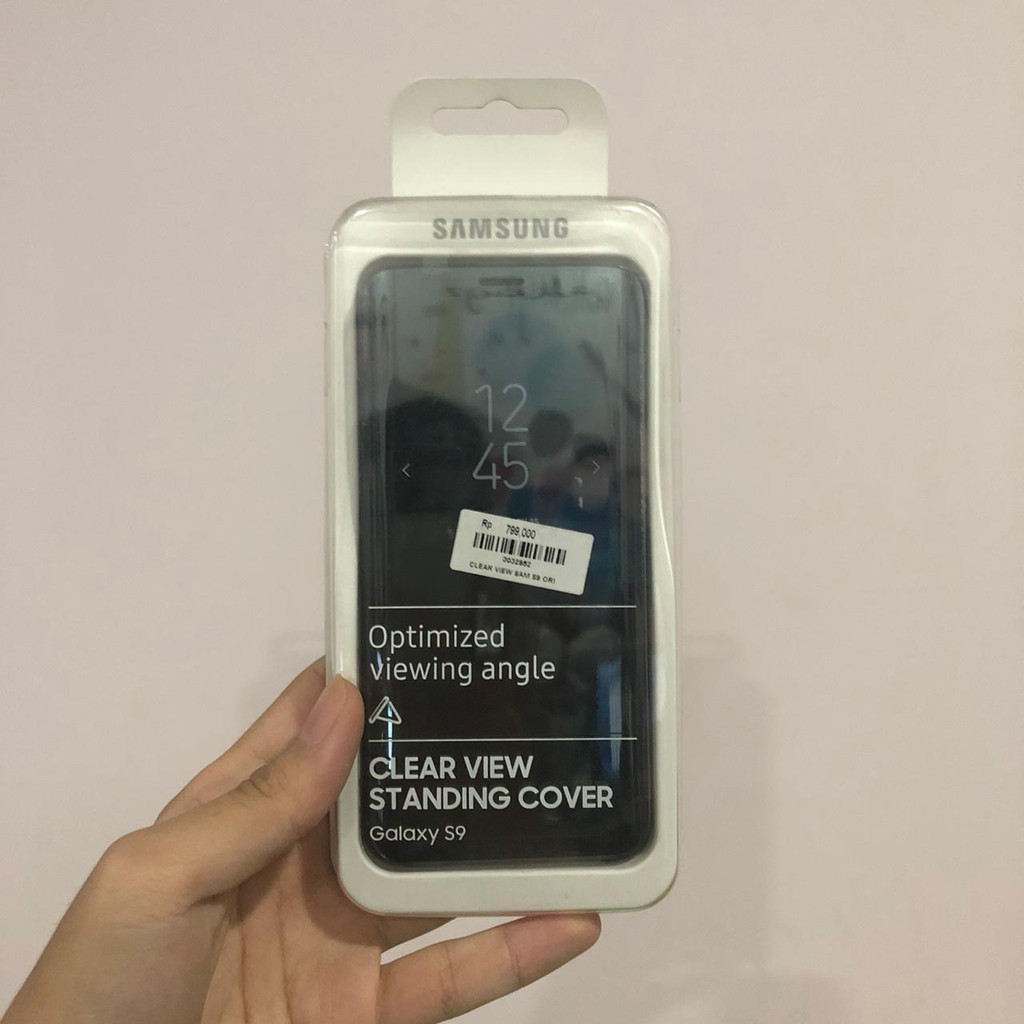 SAMSUNG
12
45
Rp 799,000
CLEAR VIEW SAM S9 ORI
Optimized
viewing angle
CLEAR VIEW
STANDING COVER
Galaxy S9